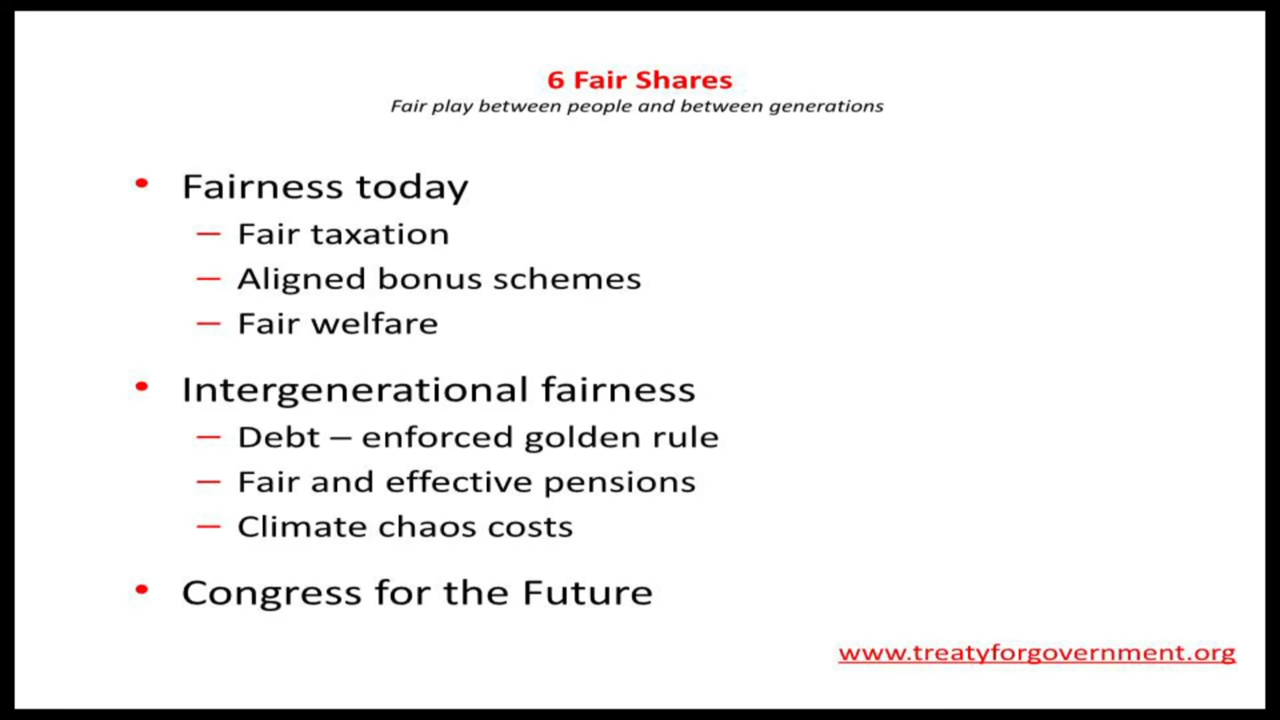 6 Fair Shares
Fair play between people and between generations
• Fairness today
– Fair taxation
– Aligned bonus schemes
– Fair welfare
• Intergenerational fairness
– Debt – enforced golden rule
– Fair and effective pensions
– Climate chaos costs
• Congress for the Future
www.treatyforgovernment.org